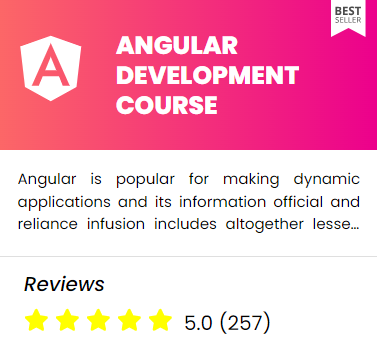 BEST
SELLER
ANGULAR
DEVELOPMENT
COURSE
Angular is popular for making dynamic
applications and its information official and
reliance infusion includes altogether lesse...
Reviews
5.0 (257)